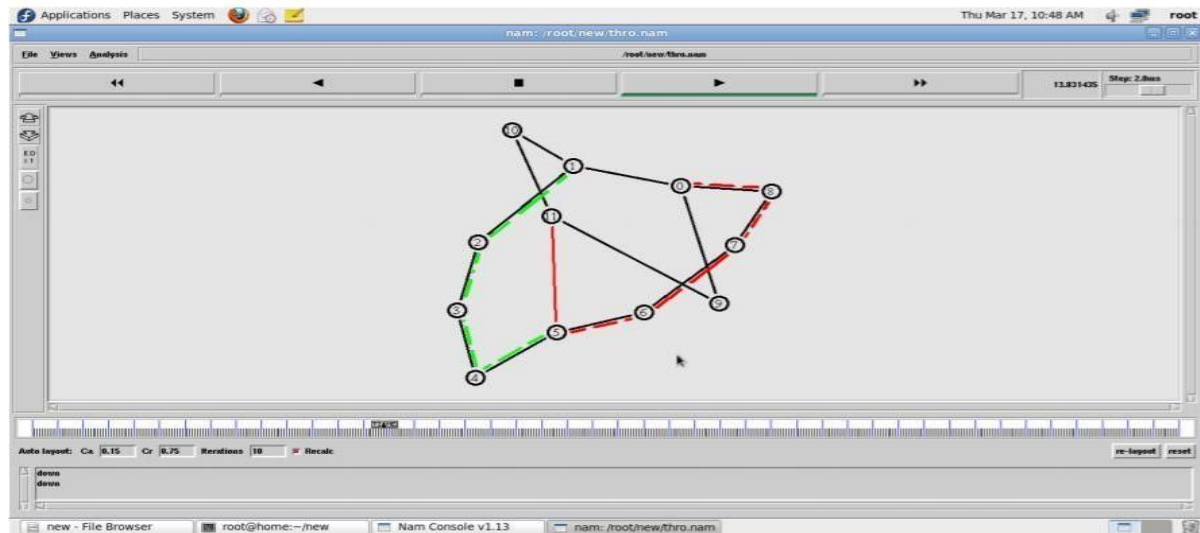 Applications Places System Thu Mar 17, 10:48 AM root
nam: /root/new/thro.nam
File Views Analysis /root/new/thro.nam
13.831435 Step: 2.0ms
10
1
0
8
11
2
7
9
3
6
5
4
Auto layout: Ca 0.15 Cr 0.75 Iterations 10 Recalc re-layout reset
down
down
new - File Browser root@home:~/new Nam Console v1.13 nam: /root/new/thro.nam